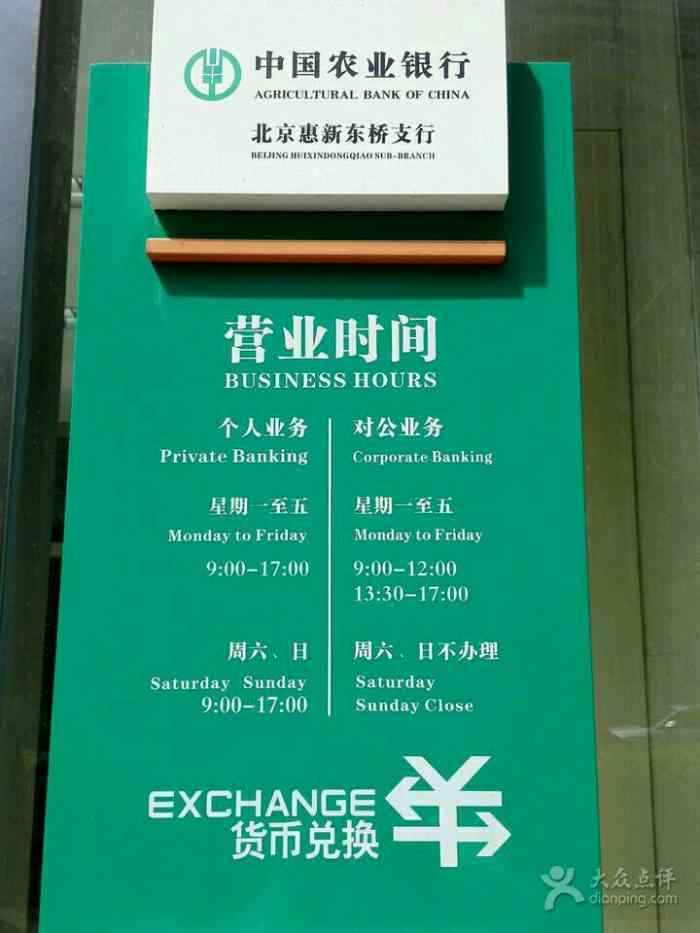 中国农业银行
AGRICULTURAL BANK OF CHINA
北京惠新东桥支行
BEIJING HUIXINDONGQIAO SUB-BRANCH
营业时间
BUSINESS HOURS
个人业务
Private Banking
星期一至五
Monday to Friday
9:00-17:00
周六、日
Saturday Sunday
9:00-17:00
对公业务
Corporate Banking
星期一至五
Monday to Friday
9:00-12:00
13:30-17:00
周六、日不办理
Saturday
Sunday Close
EXCHANGE
货币兑换
大众点评
dianping.com